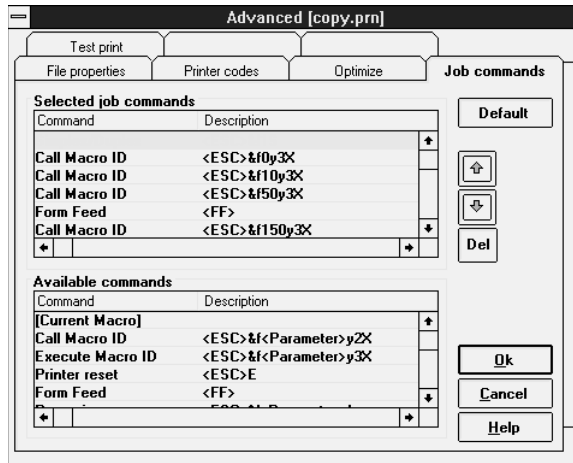 Advanced [copy.prn]
Test print
File properties
Printer codes
Optimize
Job commands
Selected job commands
Command Description
Call Macro ID <ESC>&f0y3X
Call Macro ID <ESC>&f10y3X
Call Macro ID <ESC>&f50y3X
Form Feed <FF>
Call Macro ID <ESC>&f150y3X
Default
Del
Available commands
Command Description
[Current Macro]
Call Macro ID <ESC>&f<Parameter>y2X
Execute Macro ID <ESC>&f<Parameter>y3X
Printer reset <ESC>E
Form Feed <FF>
Ok
Cancel
Help